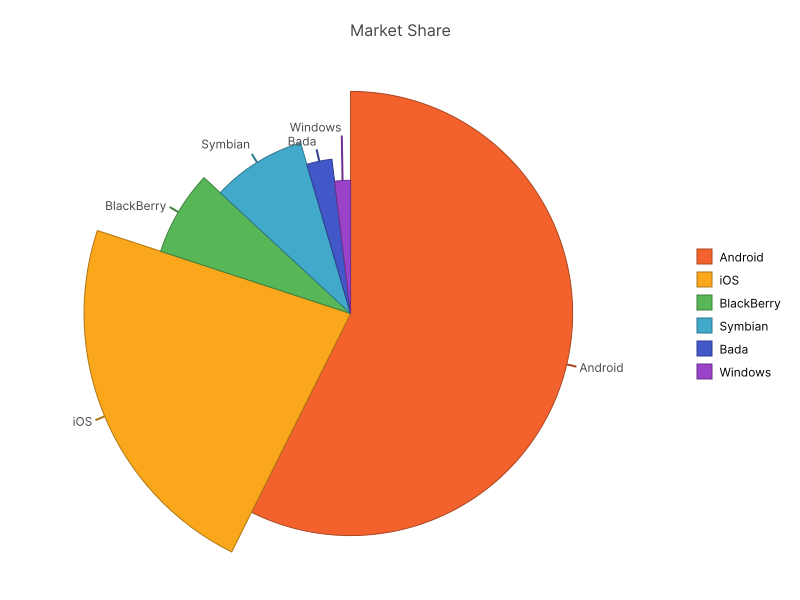 Market Share
Windows
Bada
Symbian
BlackBerry
Android
iOS
Android
iOS
BlackBerry
Symbian
Bada
Windows